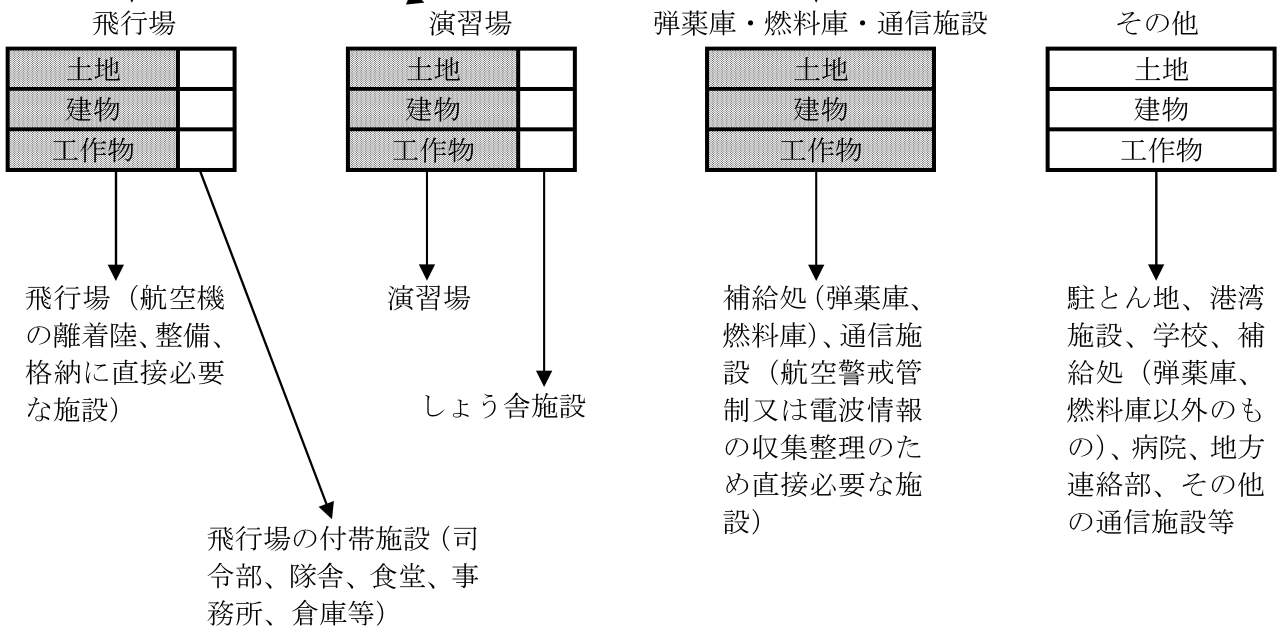 飛行場
土地
建物
工作物
飛行場（航空機
の離着陸、整備、
格納に直接必要
な施設）
飛行場の付帯施設（司
令部、隊舎、食堂、事
務所、倉庫等）
演習場
土地
建物
工作物
演習場
しょう舎施設
弾薬庫・燃料庫・通信施設
土地
建物
工作物
補給処（弾薬庫、
燃料庫）、通信施
設（航空警戒管
制又は電波情報
の収集整理のた
め直接必要な施
設）
その他
土地
建物
工作物
駐とん地、港湾
施設、学校、補
給処（弾薬庫、
燃料庫以外のも
の）、病院、地方
連絡部、その他
の通信施設等